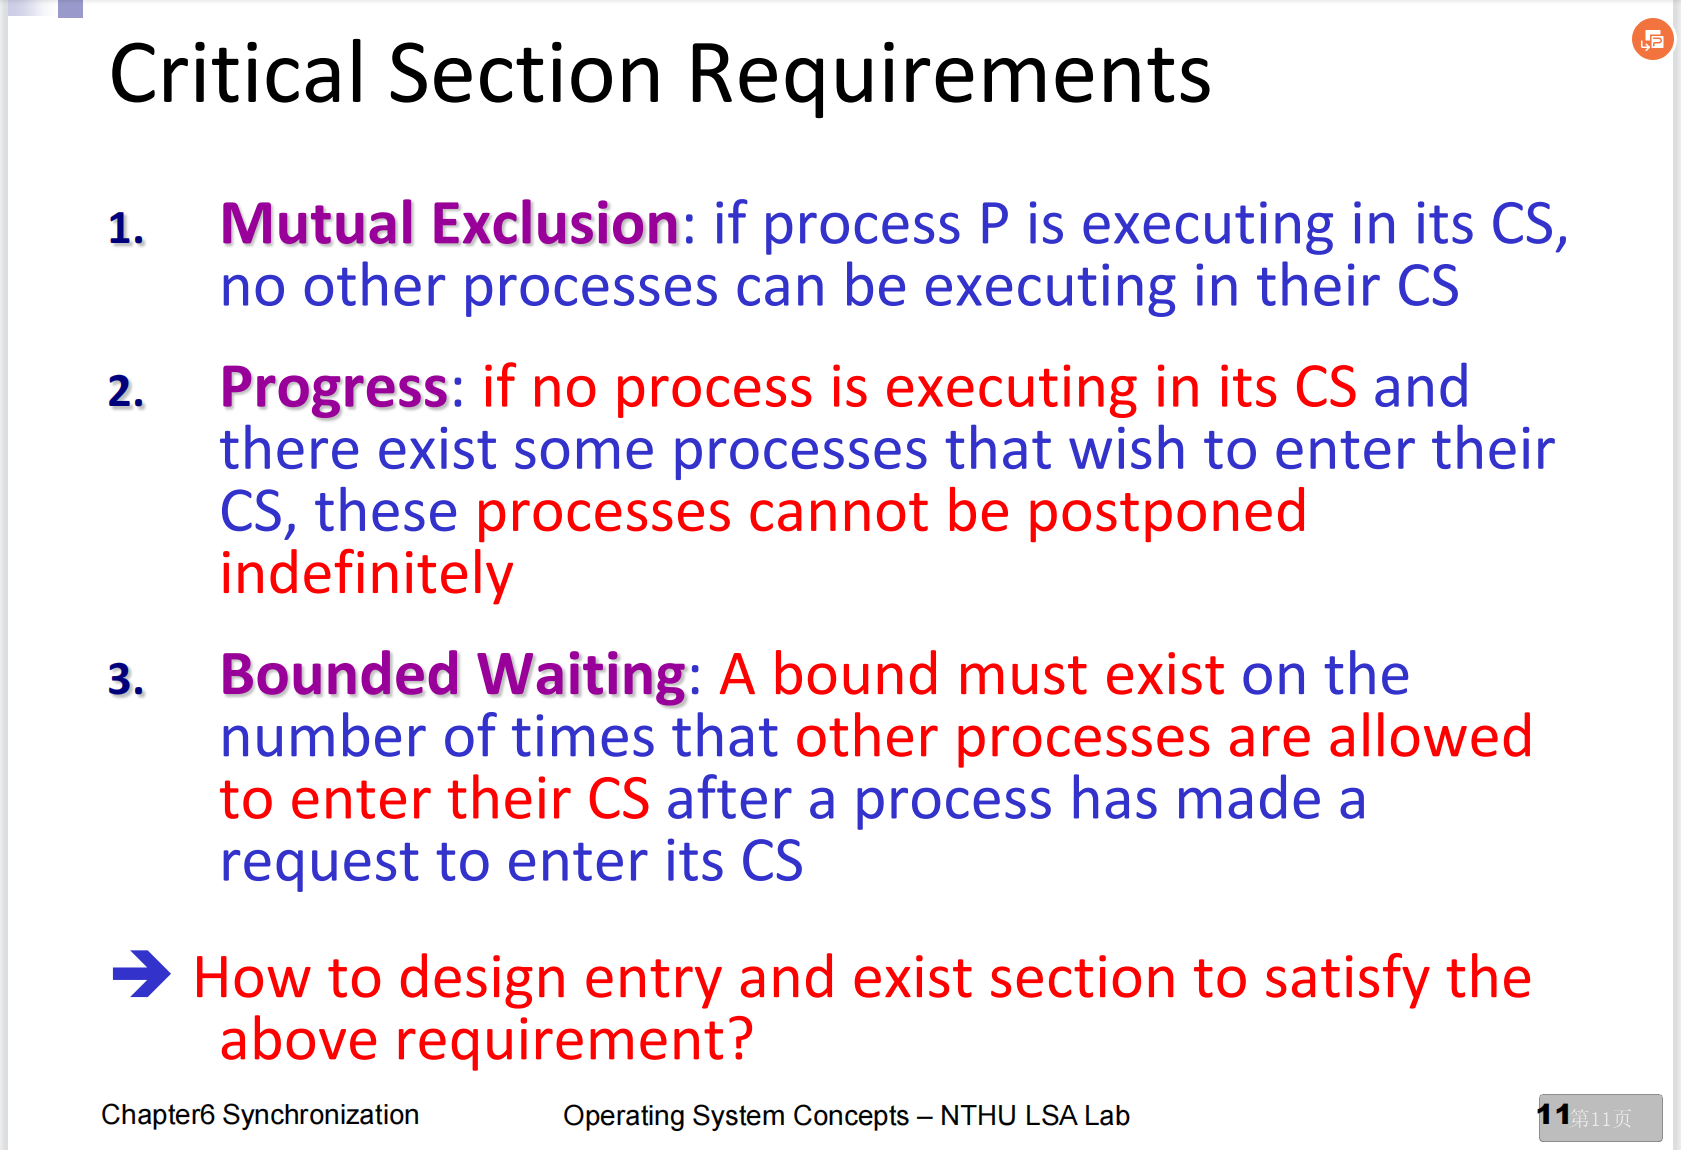 Critical Section Requirements
1. Mutual Exclusion: if process P is executing in its CS,
no other processes can be executing in their CS
2. Progress: if no process is executing in its CS and
there exist some processes that wish to enter their
CS, these processes cannot be postponed
indefinitely
3. Bounded Waiting: A bound must exist on the
number of times that other processes are allowed
to enter their CS after a process has made a
request to enter its CS
➔ How to design entry and exist section to satisfy the
above requirement?
Chapter6 Synchronization
Operating System Concepts – NTHU LSA Lab
11
第11页